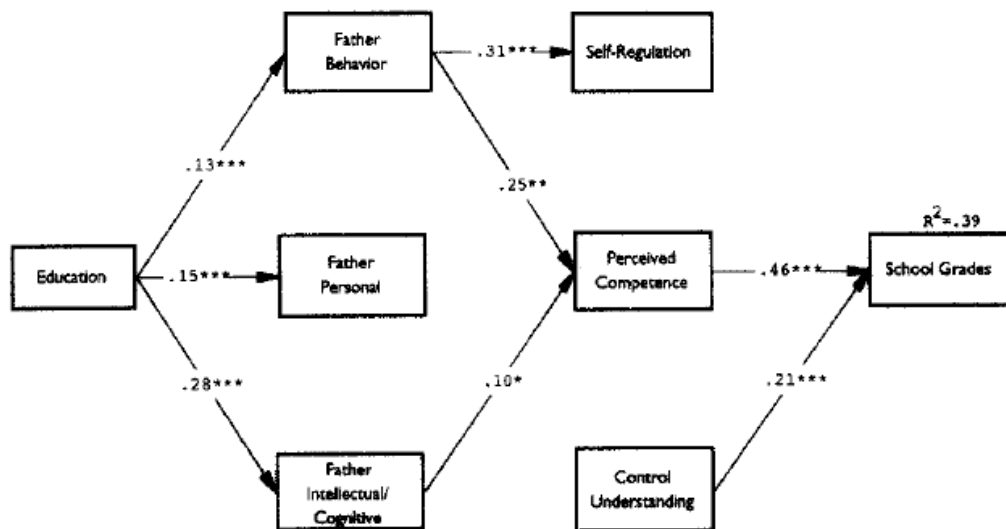 Father
Behavior
.31***
Self-Regulation
.13***
.25**
R²=.39
Education
.15***
Father
Personal
Perceived
Competence
.46***
School Grades
.28***
.10*
.21***
Father
Intellectual/
Cognitive
Control
Understanding